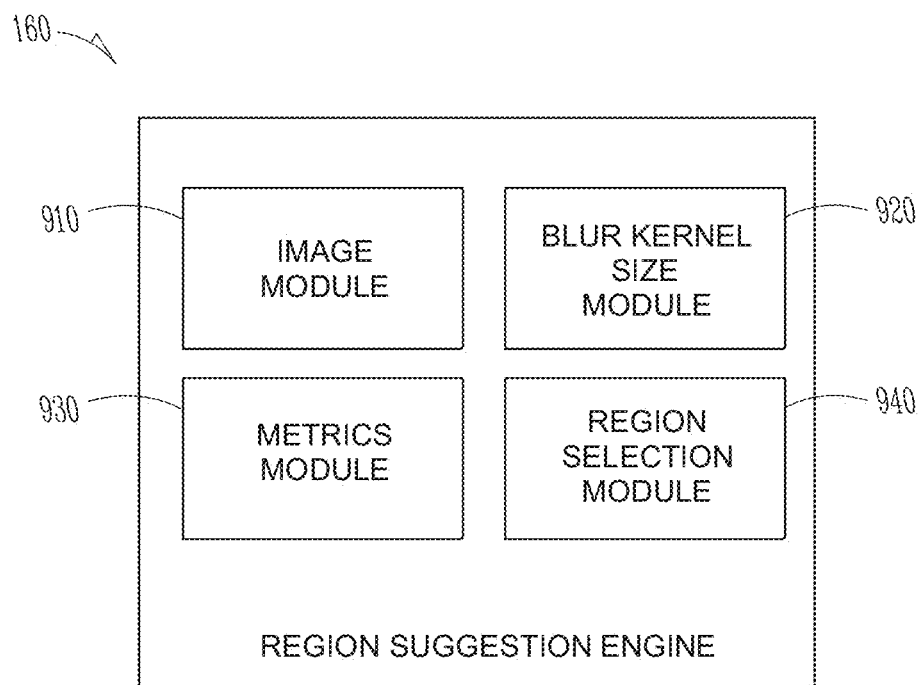 160
910
IMAGE
MODULE
BLUR KERNEL
SIZE
MODULE
920
930
METRICS
MODULE
REGION
SELECTION
MODULE
940
REGION SUGGESTION ENGINE